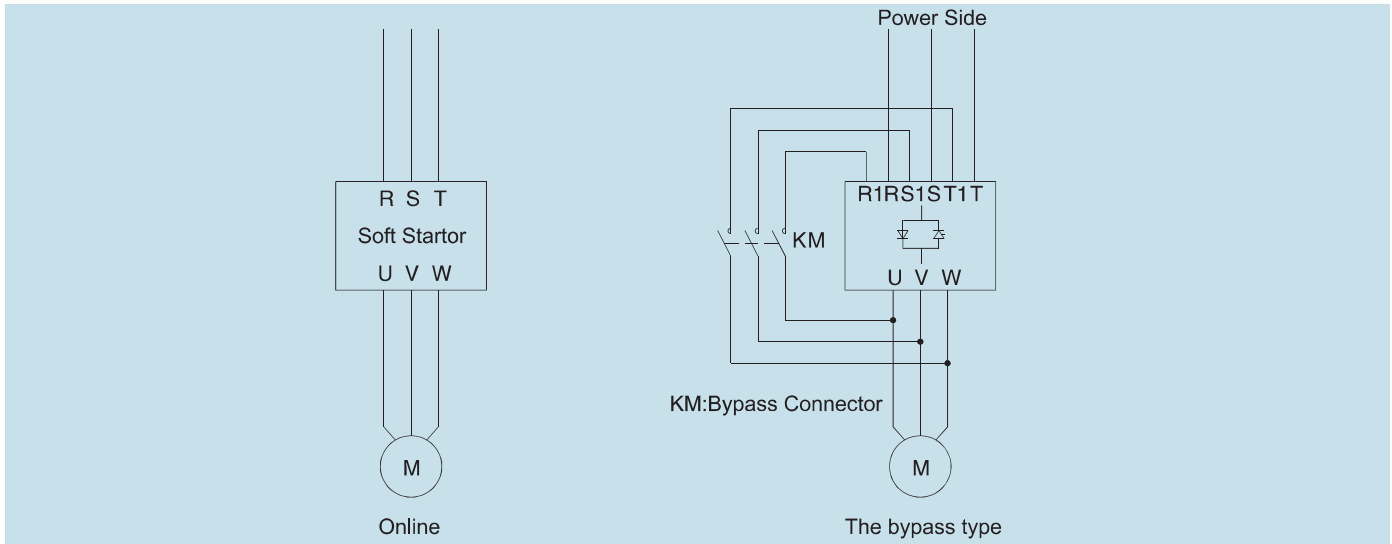 Power Side
R S T
Soft Startor
U V W
M
Online
R1RS1ST1T
KM
U V W
KM:Bypass Connector
M
The bypass type